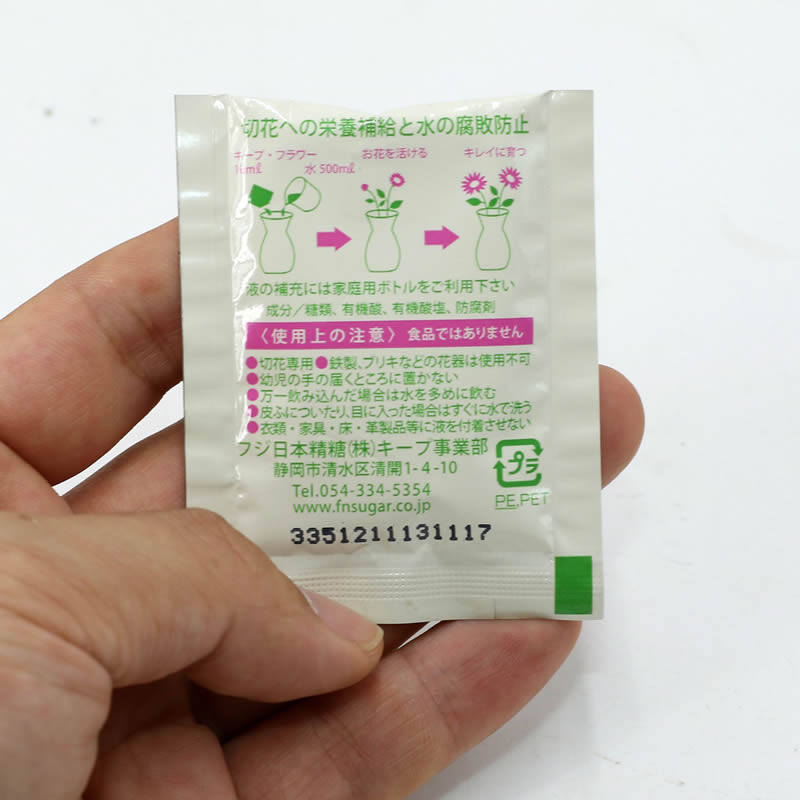 切花への栄養補給と水の腐敗防止
キープ・フラワー
水 500mℓ
お花を活ける
キレイに育つ
液の補充には家庭用ボトルをご利用下さい
成分／糖類、有機酸、有機酸塩、防腐剤
〈使用上の注意〉 食品ではありません
●切花専用●鉄製、ブリキなどの花器は使用不可
●幼児の手の届くところに置かない
●万一飲み込んだ場合は水を多めに飲む
●皮ふについたり、目に入った場合はすぐに水で洗う
●衣類・家具・床・革製品等に液を付着させない
フジ日本精糖(株)キープ事業部
静岡市清水区清開1-4-10
Tel.054-334-5354
www.fnsugar.co.jp
プラ
PE.PET
3351211131117